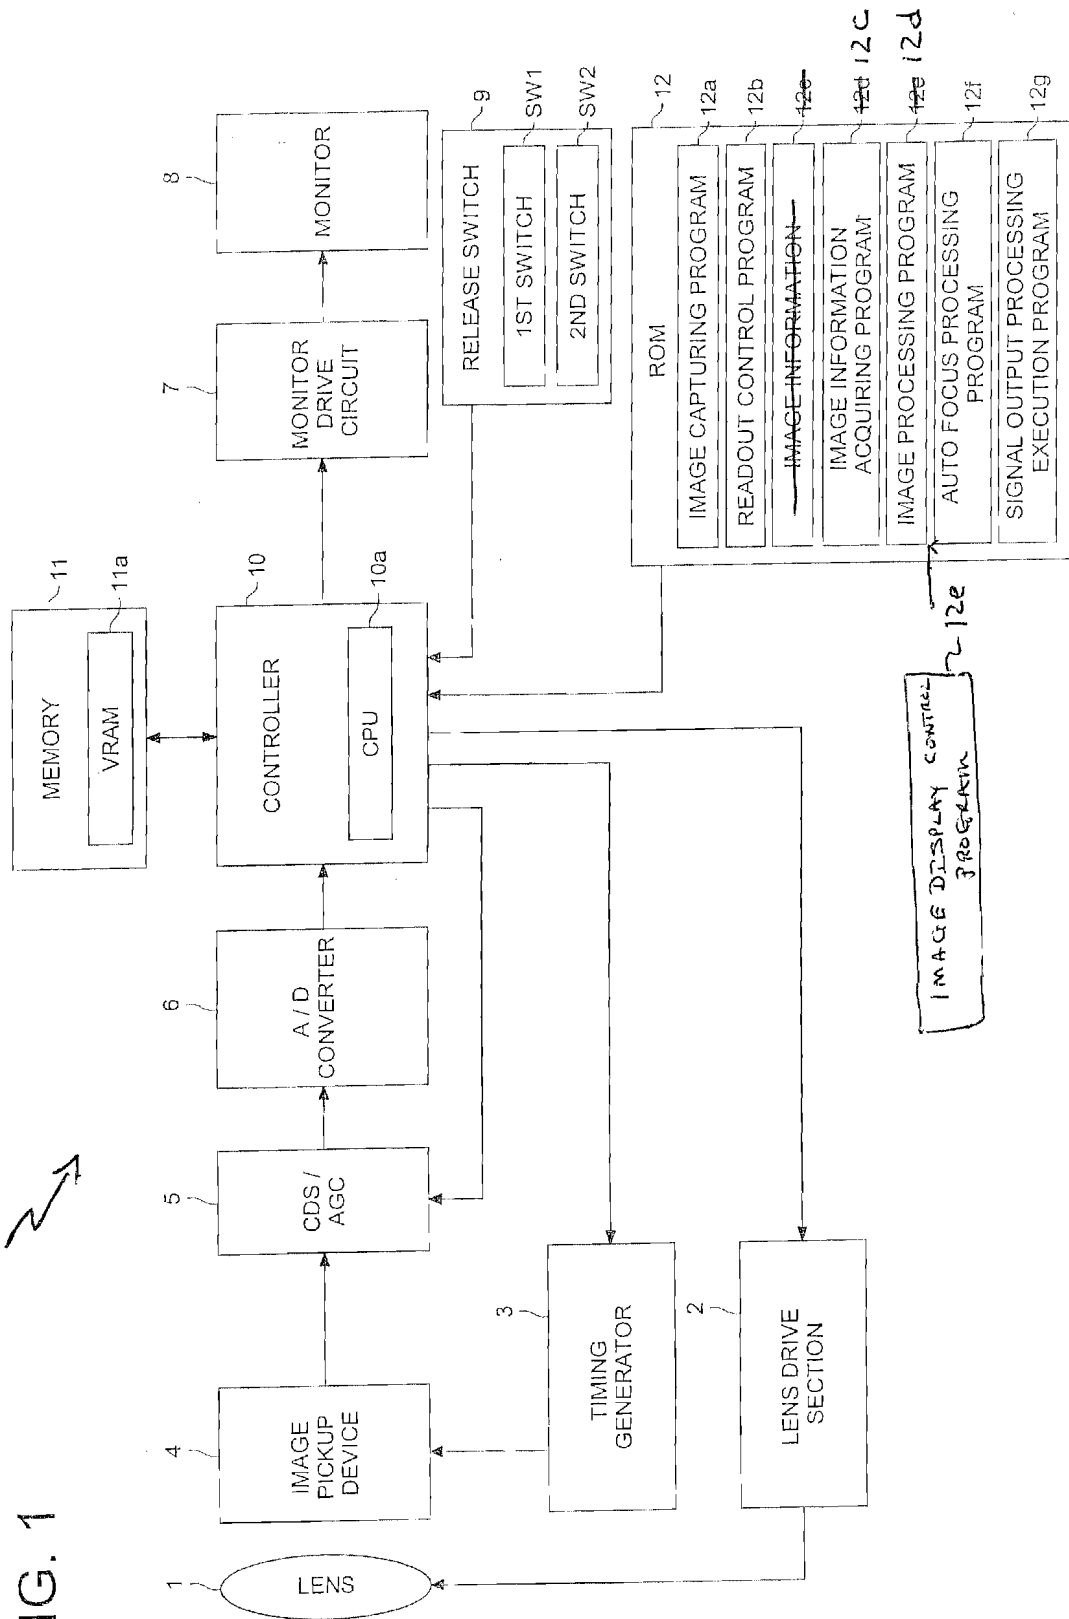 IG. 1
1
LENS
4
IMAGE
PICKUP
DEVICE
5
CDS /
AGC
6
A / D
CONVERTER
11
MEMORY
11a
VRAM
10
CONTROLLER
10a
CPU
7
MONITOR
DRIVE
CIRCUIT
8
MONITOR
3
TIMING
GENERATOR
2
LENS DRIVE
SECTION
9
RELEASE SWITCH
SW1
1ST SWITCH
SW2
2ND SWITCH
12
ROM
12a
IMAGE CAPTURING PROGRAM
12b
READOUT CONTROL PROGRAM
12c
IMAGE INFORMATION
12d 12c
IMAGE INFORMATION
ACQUIRING PROGRAM
12e 12d
IMAGE PROCESSING PROGRAM
12f
AUTO FOCUS PROCESSING
PROGRAM
12g
SIGNAL OUTPUT PROCESSING
EXECUTION PROGRAM
12e
IMAGE DISPLAY CONTROL
PROGRAM